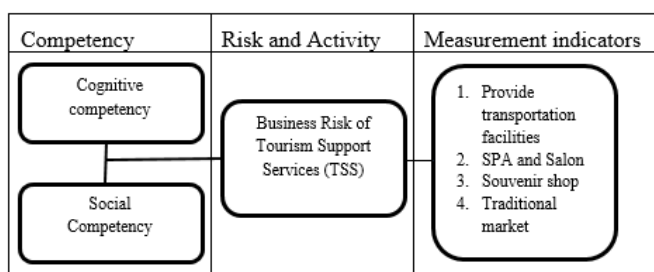 Competency
Risk and Activity
Measurement indicators
Cognitive
competency
Social
Competency
Business Risk of
Tourism Support
Services (TSS)
1. Provide
transportation
facilities
2. SPA and Salon
3. Souvenir shop
4. Traditional
market